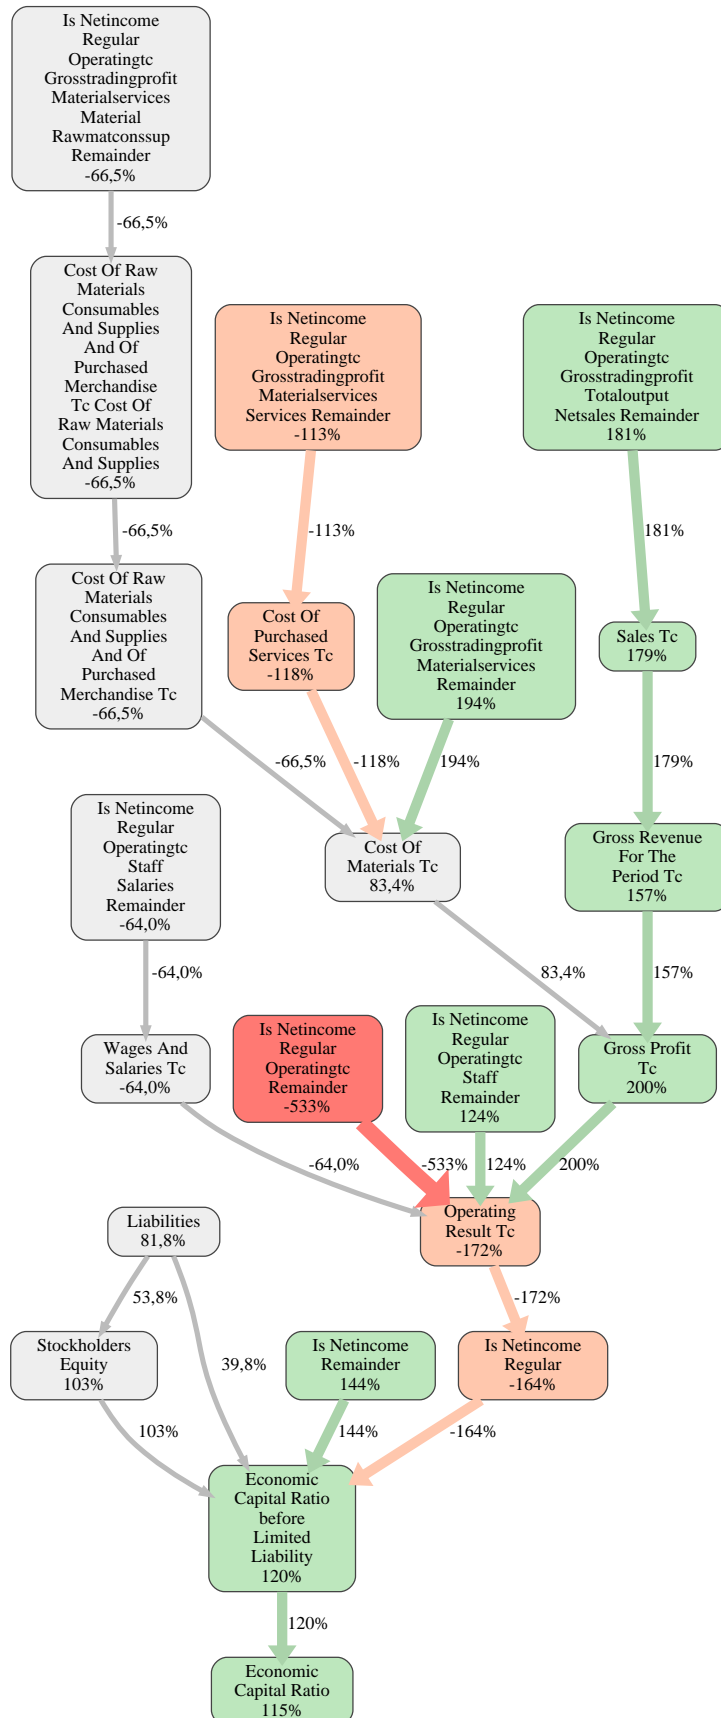 Is Netincome
Regular
Operatingtc
Grosstradingprofit
Materialservices
Material
Rawmatconssup
Remainder
-66,5%
-66,5%
Cost Of Raw
Materials
Consumables
And Supplies
And Of
Purchased
Merchandise
Tc Cost Of
Raw Materials
Consumables
And Supplies
-66,5%
Is Netincome
Regular
Operatingtc
Grosstradingprofit
Materialservices
Services Remainder
-113%
Is Netincome
Regular
Operatingtc
Grosstradingprofit
Totaloutput
Netsales Remainder
181%
-66,5%
-113%
181%
Cost Of Raw
Materials
Consumables
And Supplies
And Of
Purchased
Merchandise Tc
-66,5%
Cost Of
Purchased
Services Tc
-118%
Is Netincome
Regular
Operatingtc
Grosstradingprofit
Materialservices
Remainder
194%
Sales Tc
179%
-66,5%
-118%
194%
179%
Is Netincome
Regular
Operatingtc
Staff
Salaries
Remainder
-64,0%
Cost Of
Materials Tc
83,4%
Gross Revenue
For The
Period Tc
157%
-64,0%
83,4%
157%
Wages And
Salaries Tc
-64,0%
Is Netincome
Regular
Operatingtc
Remainder
-533%
Is Netincome
Regular
Operatingtc
Staff
Remainder
124%
Gross Profit
Tc
200%
-64,0%
-533%
124%
200%
Liabilities
81,8%
Operating
Result Tc
-172%
53,8%
39,8%
-172%
Stockholders
Equity
103%
Is Netincome
Remainder
144%
Is Netincome
Regular
-164%
103%
144%
-164%
Economic
Capital Ratio
before
Limited
Liability
120%
120%
Economic
Capital Ratio
115%